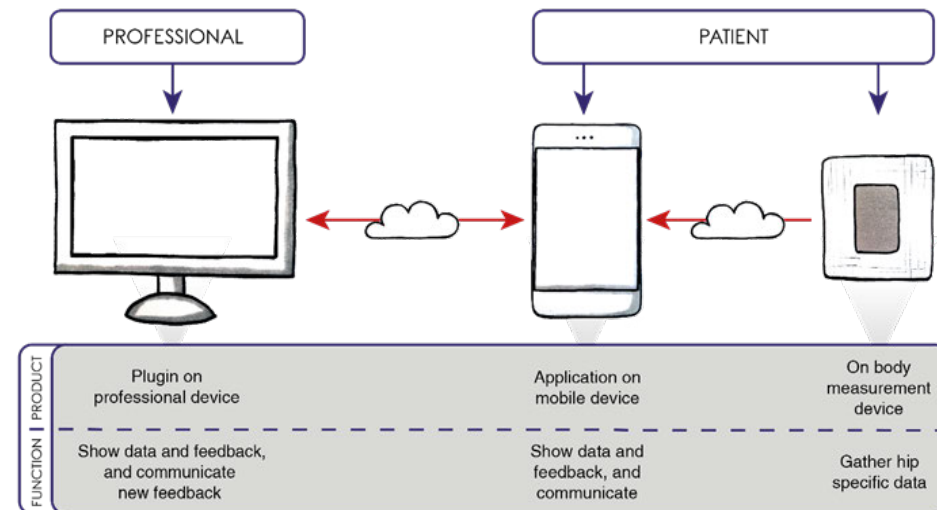 PROFESSIONAL
PATIENT
PRODUCT
Plugin on
professional device
Application on
mobile device
On body
measurement
device
FUNCTION
Show data and feedback,
and communicate
new feedback
Show data and
feedback, and
communicate
Gather hip
specific data